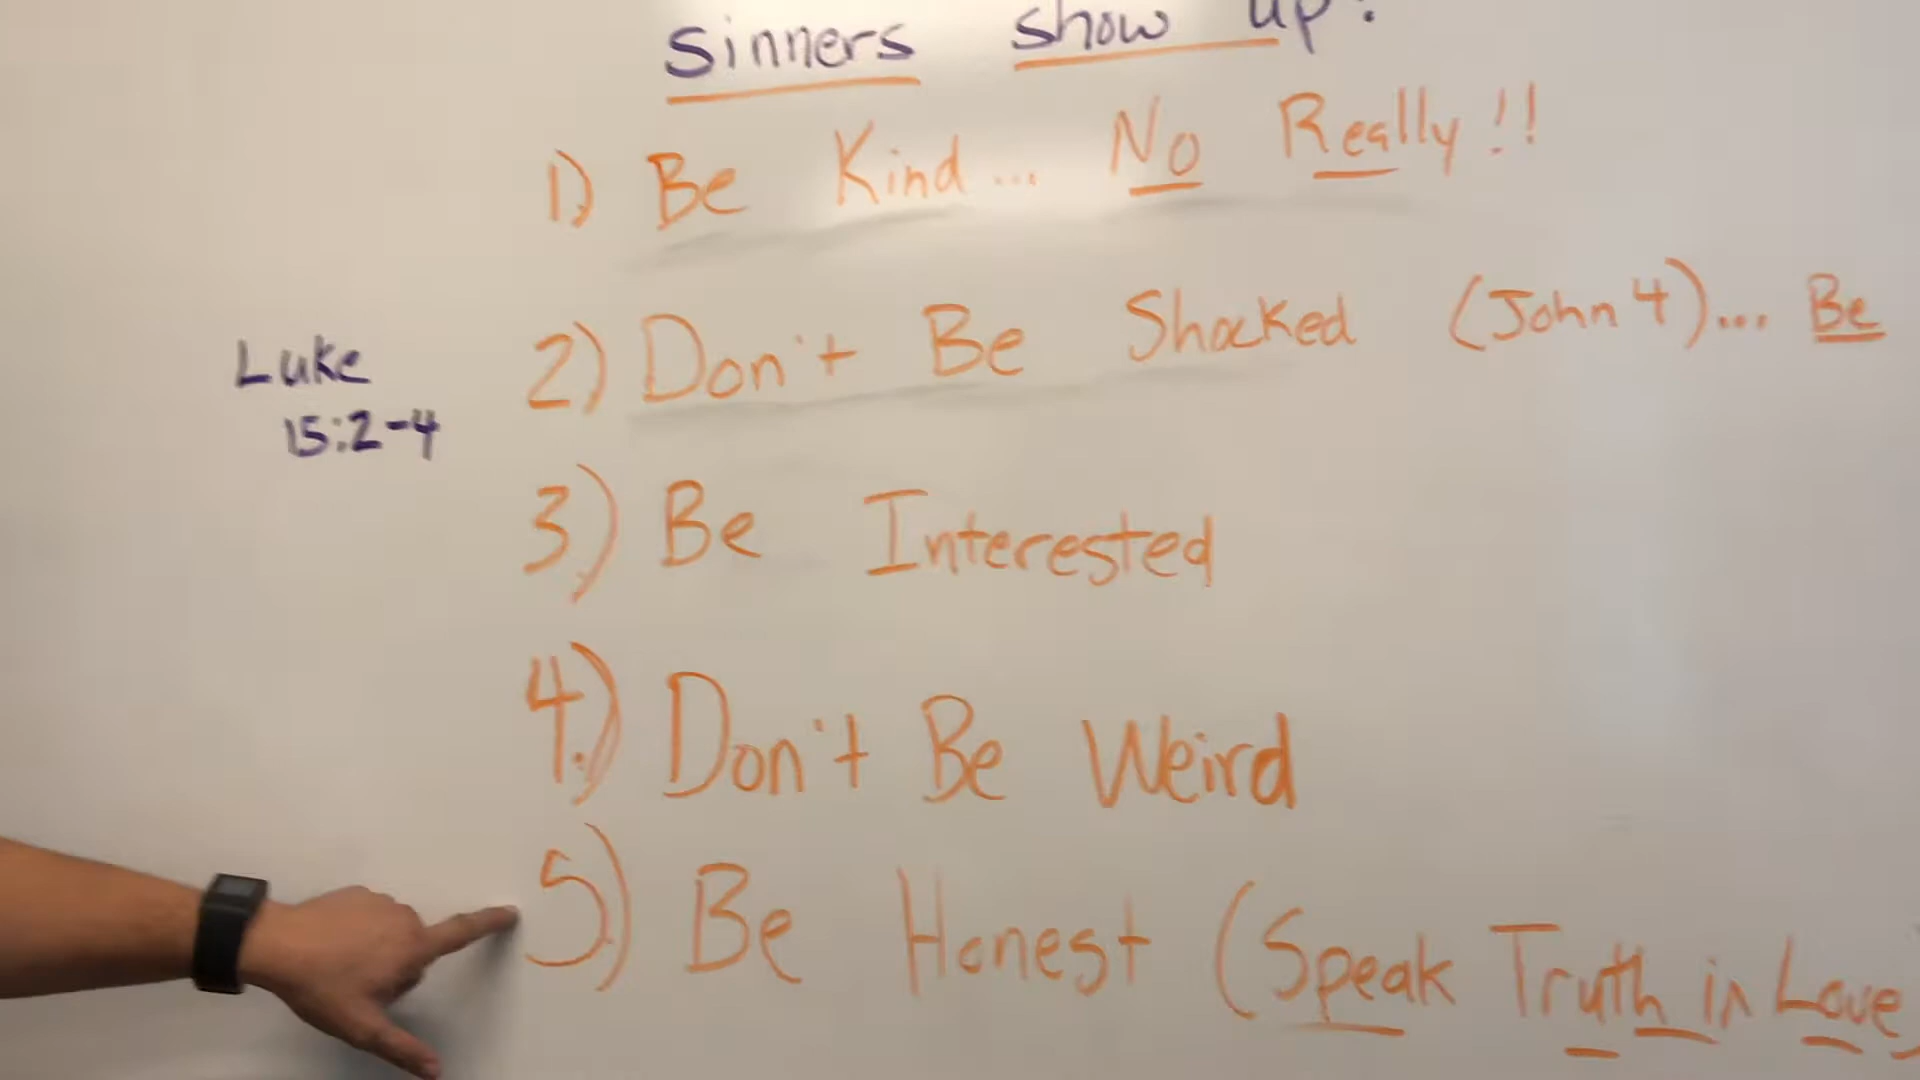 Sinners show up!
1) Be Kind... No Really!!
2) Don't Be Shocked (John 4)... Be
Luke
15:2-4
3) Be Interested
4.) Don't Be Weird
5.) Be Honest (Speak Truth in Love)